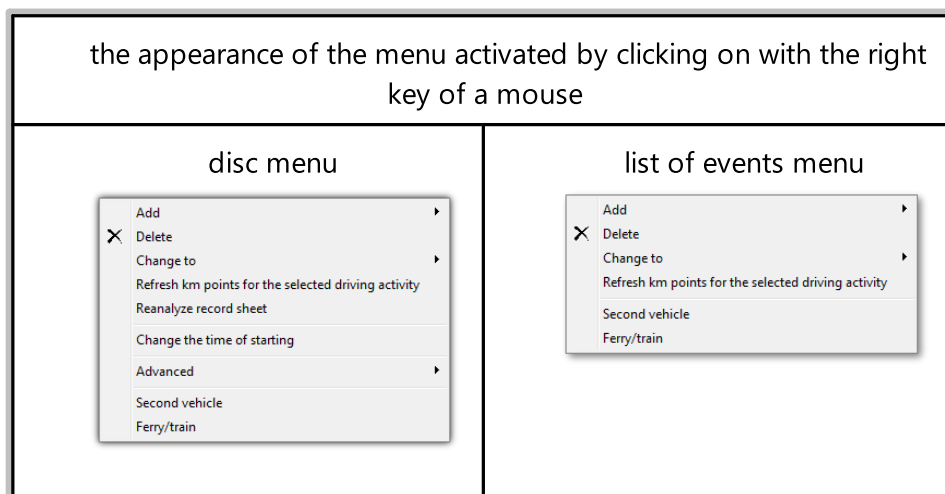 the appearance of the menu activated by clicking on with the right
key of a mouse
disc menu
Add
Delete
Change to
Refresh km points for the selected driving activity
Reanalyze record sheet
Change the time of starting
Advanced
Second vehicle
Ferry/train
list of events menu
Add
Delete
Change to
Refresh km points for the selected driving activity
Second vehicle
Ferry/train